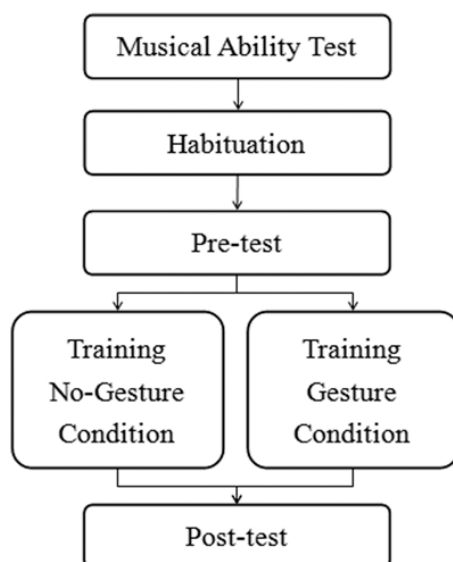 Musical Ability Test
Habituation
Pre-test
Training
No-Gesture
Condition
Training
Gesture
Condition
Post-test